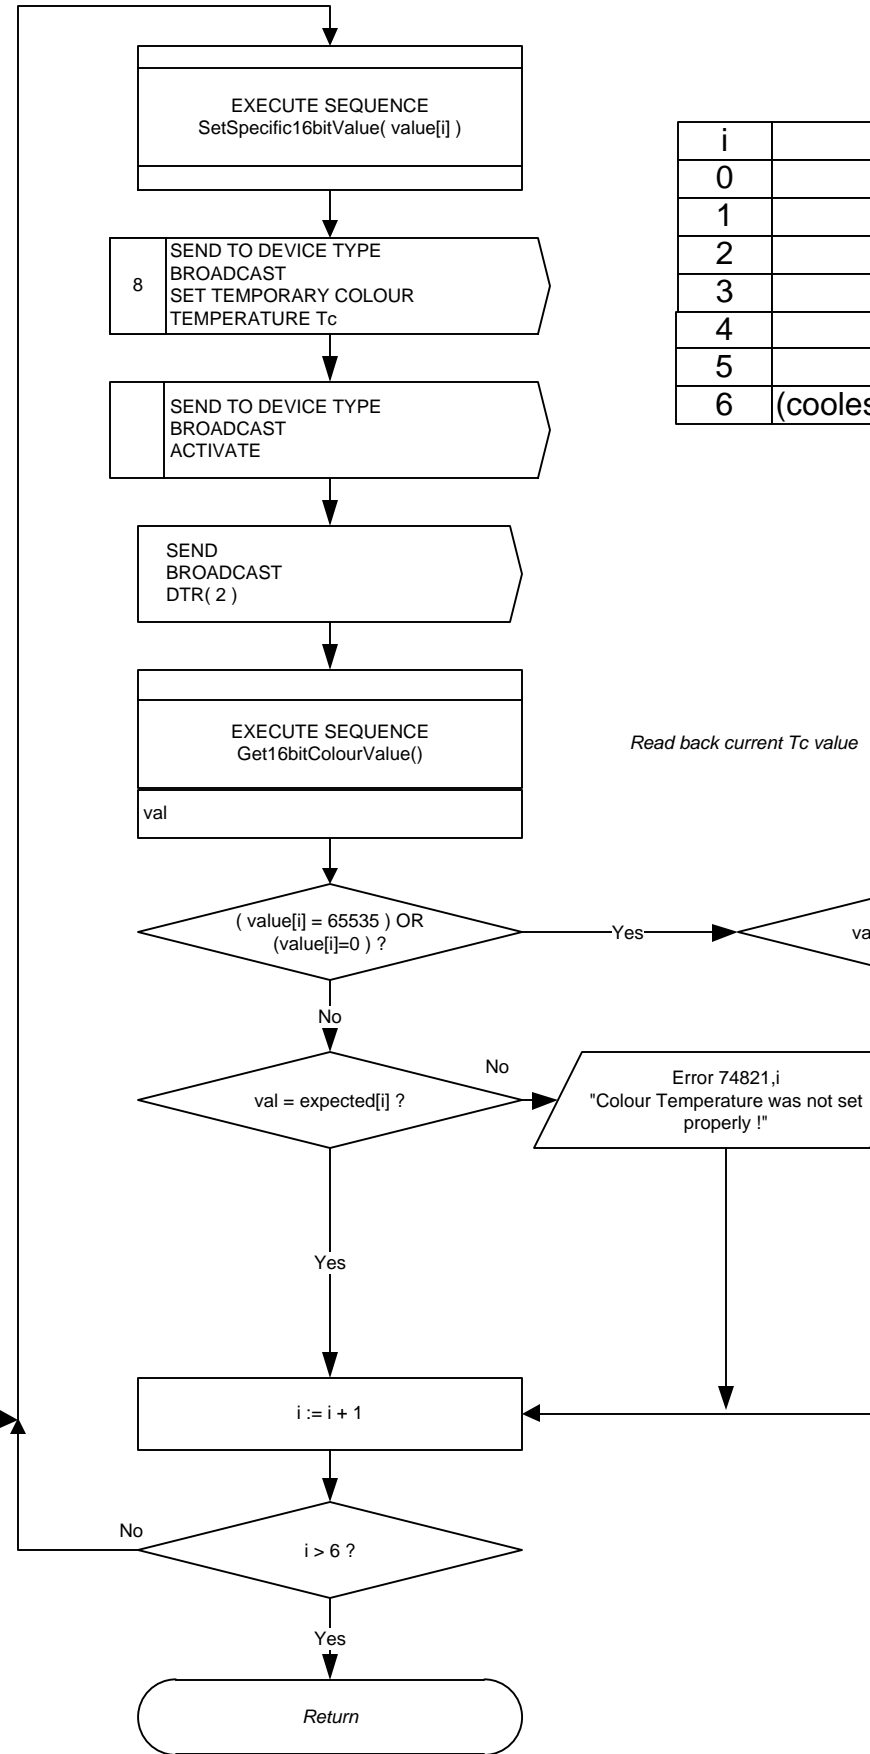 EXECUTE SEQUENCE
SetSpecific16bitValue( value[i] )
i
0
1
2
3
4
5
6
8
SEND TO DEVICE TYPE
BROADCAST
SET TEMPORARY COLOUR
TEMPERATURE Tc
SEND TO DEVICE TYPE
BROADCAST
ACTIVATE
SEND
BROADCAST
DTR( 2 )
EXECUTE SEQUENCE
Get16bitColourValue()
Read back current Tc value
val
( value[i] = 65535 ) OR
(value[i]=0 ) ?
Yes
No
val = expected[i] ?
No
Error 74821,i
"Colour Temperature was not set
properly !"
Yes
i := i + 1
No
i > 6 ?
Yes
Return